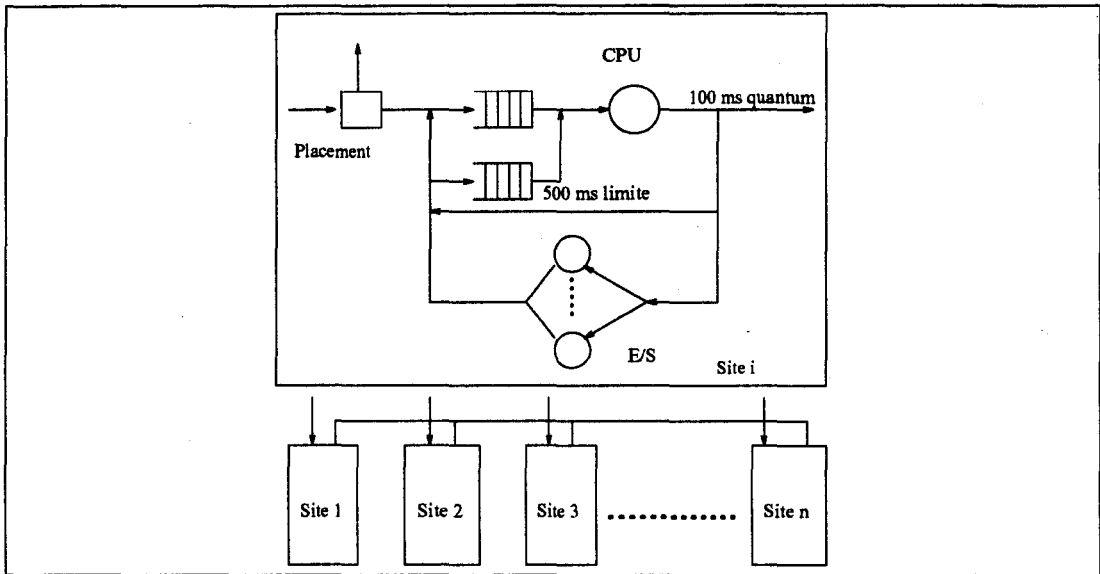 CPU
100 ms quantum
Placement
500 ms limite
E/S
Site i
Site 1
Site 2
Site 3
Site n